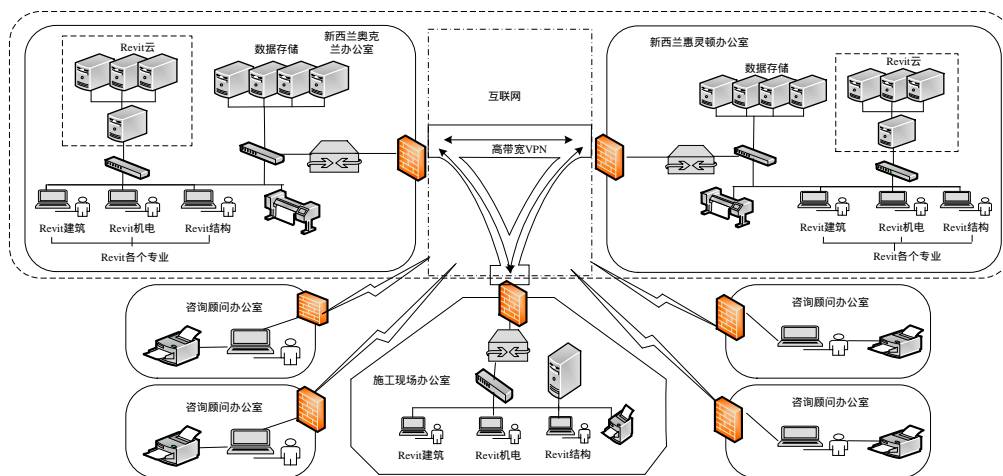 Revit云
数据存储
新西兰奥克
兰办公室
Revit建筑
Revit机电
Revit结构
Revit各个专业
互联网
高带宽VPN
新西兰惠灵顿办公室
数据存储
Revit云
Revit建筑
Revit机电
Revit结构
Revit各个专业
咨询顾问办公室
咨询顾问办公室
施工现场办公室
Revit建筑
Revit机电
Revit结构
咨询顾问办公室
咨询顾问办公室